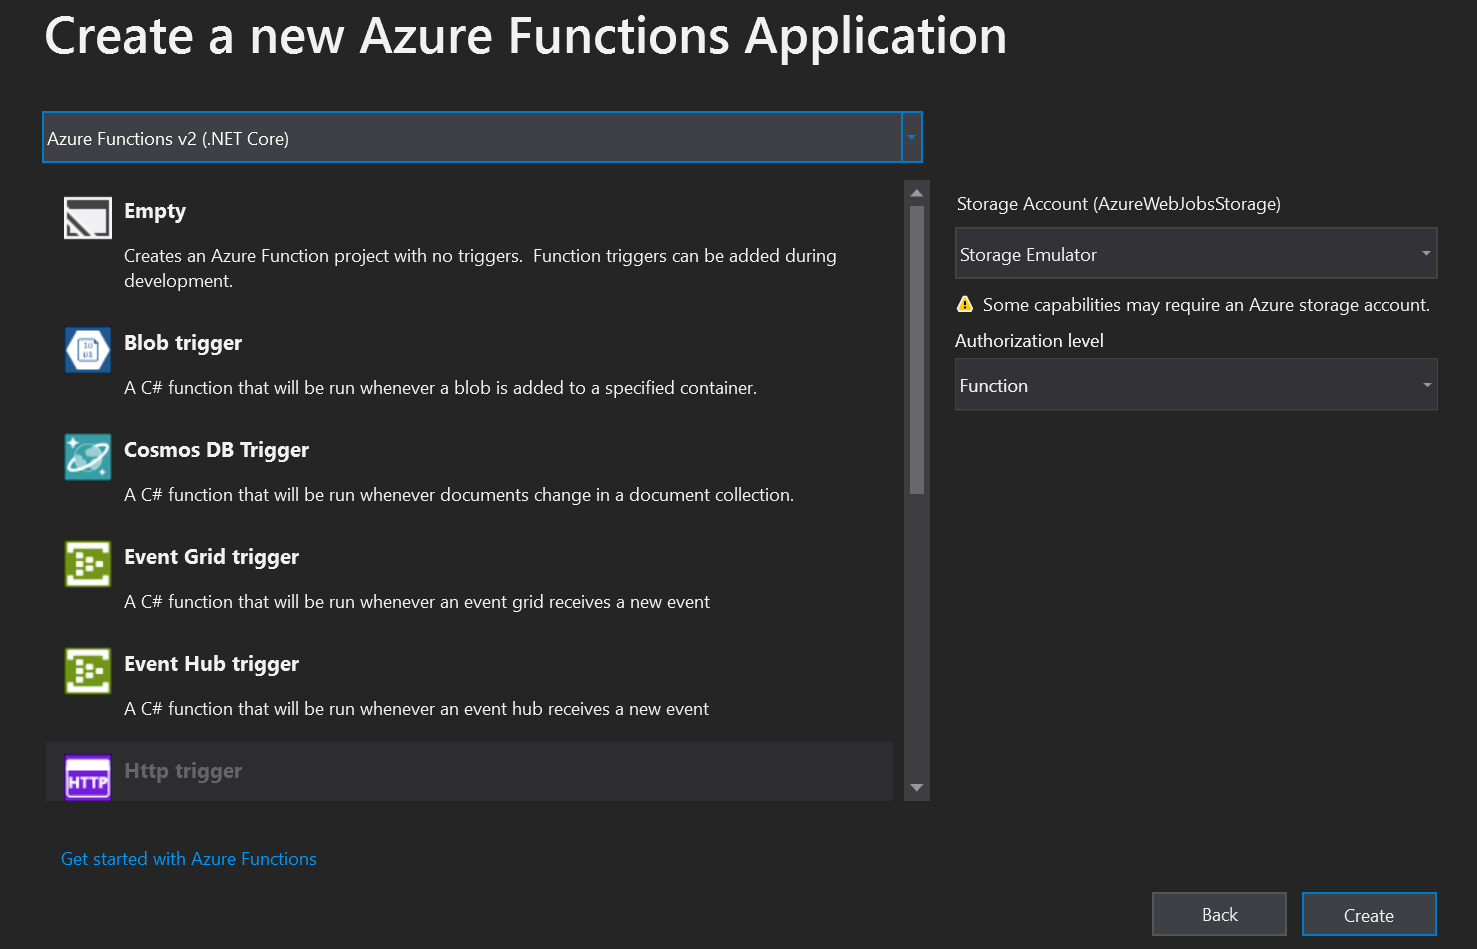 Create a new Azure Functions Application
Azure Functions v2 (.NET Core)
Empty
Creates an Azure Function project with no triggers.  Function triggers can be added during
development.
Blob trigger
A C# function that will be run whenever a blob is added to a specified container.
Cosmos DB Trigger
A C# function that will be run whenever documents change in a document collection.
Event Grid trigger
A C# function that will be run whenever an event grid receives a new event
Event Hub trigger
A C# function that will be run whenever an event hub receives a new event
HTTP
Http trigger
Storage Account (AzureWebJobsStorage)
Storage Emulator
Some capabilities may require an Azure storage account.
Authorization level
Function
Get started with Azure Functions
Back
Create